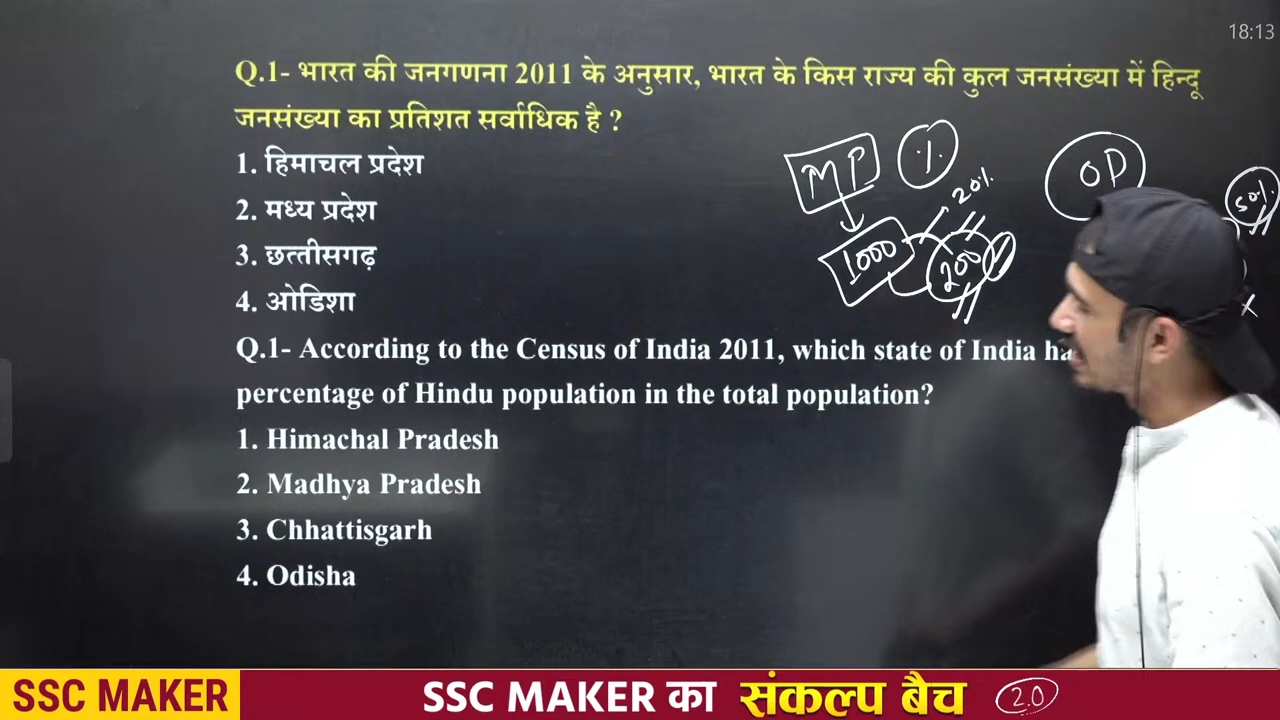 18:13
Q.1- भारत की जनगणना 2011 के अनुसार, भारत के किस राज्य की कुल जनसंख्या में हिन्दू
जनसंख्या का प्रतिशत सर्वाधिक है ?
1. हिमाचल प्रदेश
2. मध्य प्रदेश
3. छत्तीसगढ़
4. ओडिशा
MP %
OP
20%
50%
1000 200
Q.1- According to the Census of India 2011, which state of India
percentage of Hindu population in the total population?
1. Himachal Pradesh
2. Madhya Pradesh
3. Chhattisgarh
4. Odisha
SSC MAKER
SSC MAKER का संकल्प बैच 2.0